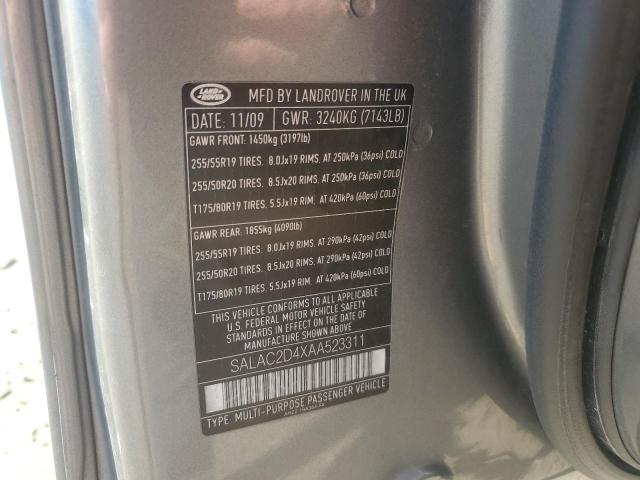 LAND ROVER
MFD BY LANDROVER IN THE UK
DATE: 11/09 GWR: 3240KG (7143LB)
GAWR FRONT: 1450kg (3197lb)
255/55R19 TIRES. 8.0Jx19 RIMS. AT 250kPa (36psi) COLD
255/50R20 TIRES. 8.5Jx20 RIMS. AT 250kPa (36psi) COLD
T175/80R19 TIRES. 5.5Jx19 RIM. AT 420kPa (60psi) COLD
GAWR REAR: 1855kg (4090lb)
255/55R19 TIRES. 8.0Jx19 RIMS. AT 290kPa (42psi) COLD
255/50R20 TIRES. 8.5Jx20 RIMS. AT 290kPa (42psi) COLD
T175/80R19 TIRES. 5.5Jx19 RIM. AT 420kPa (60psi) COLD
THIS VEHICLE CONFORMS TO ALL APPLICABLE
U.S. FEDERAL MOTOR VEHICLE SAFETY
STANDARDS IN EFFECT ON THE DATE OF
MANUFACTURE SHOWN ABOVE.
SALAC2D4XAA523311
TYPE: MULTI-PURPOSE PASSENGER VEHICLE